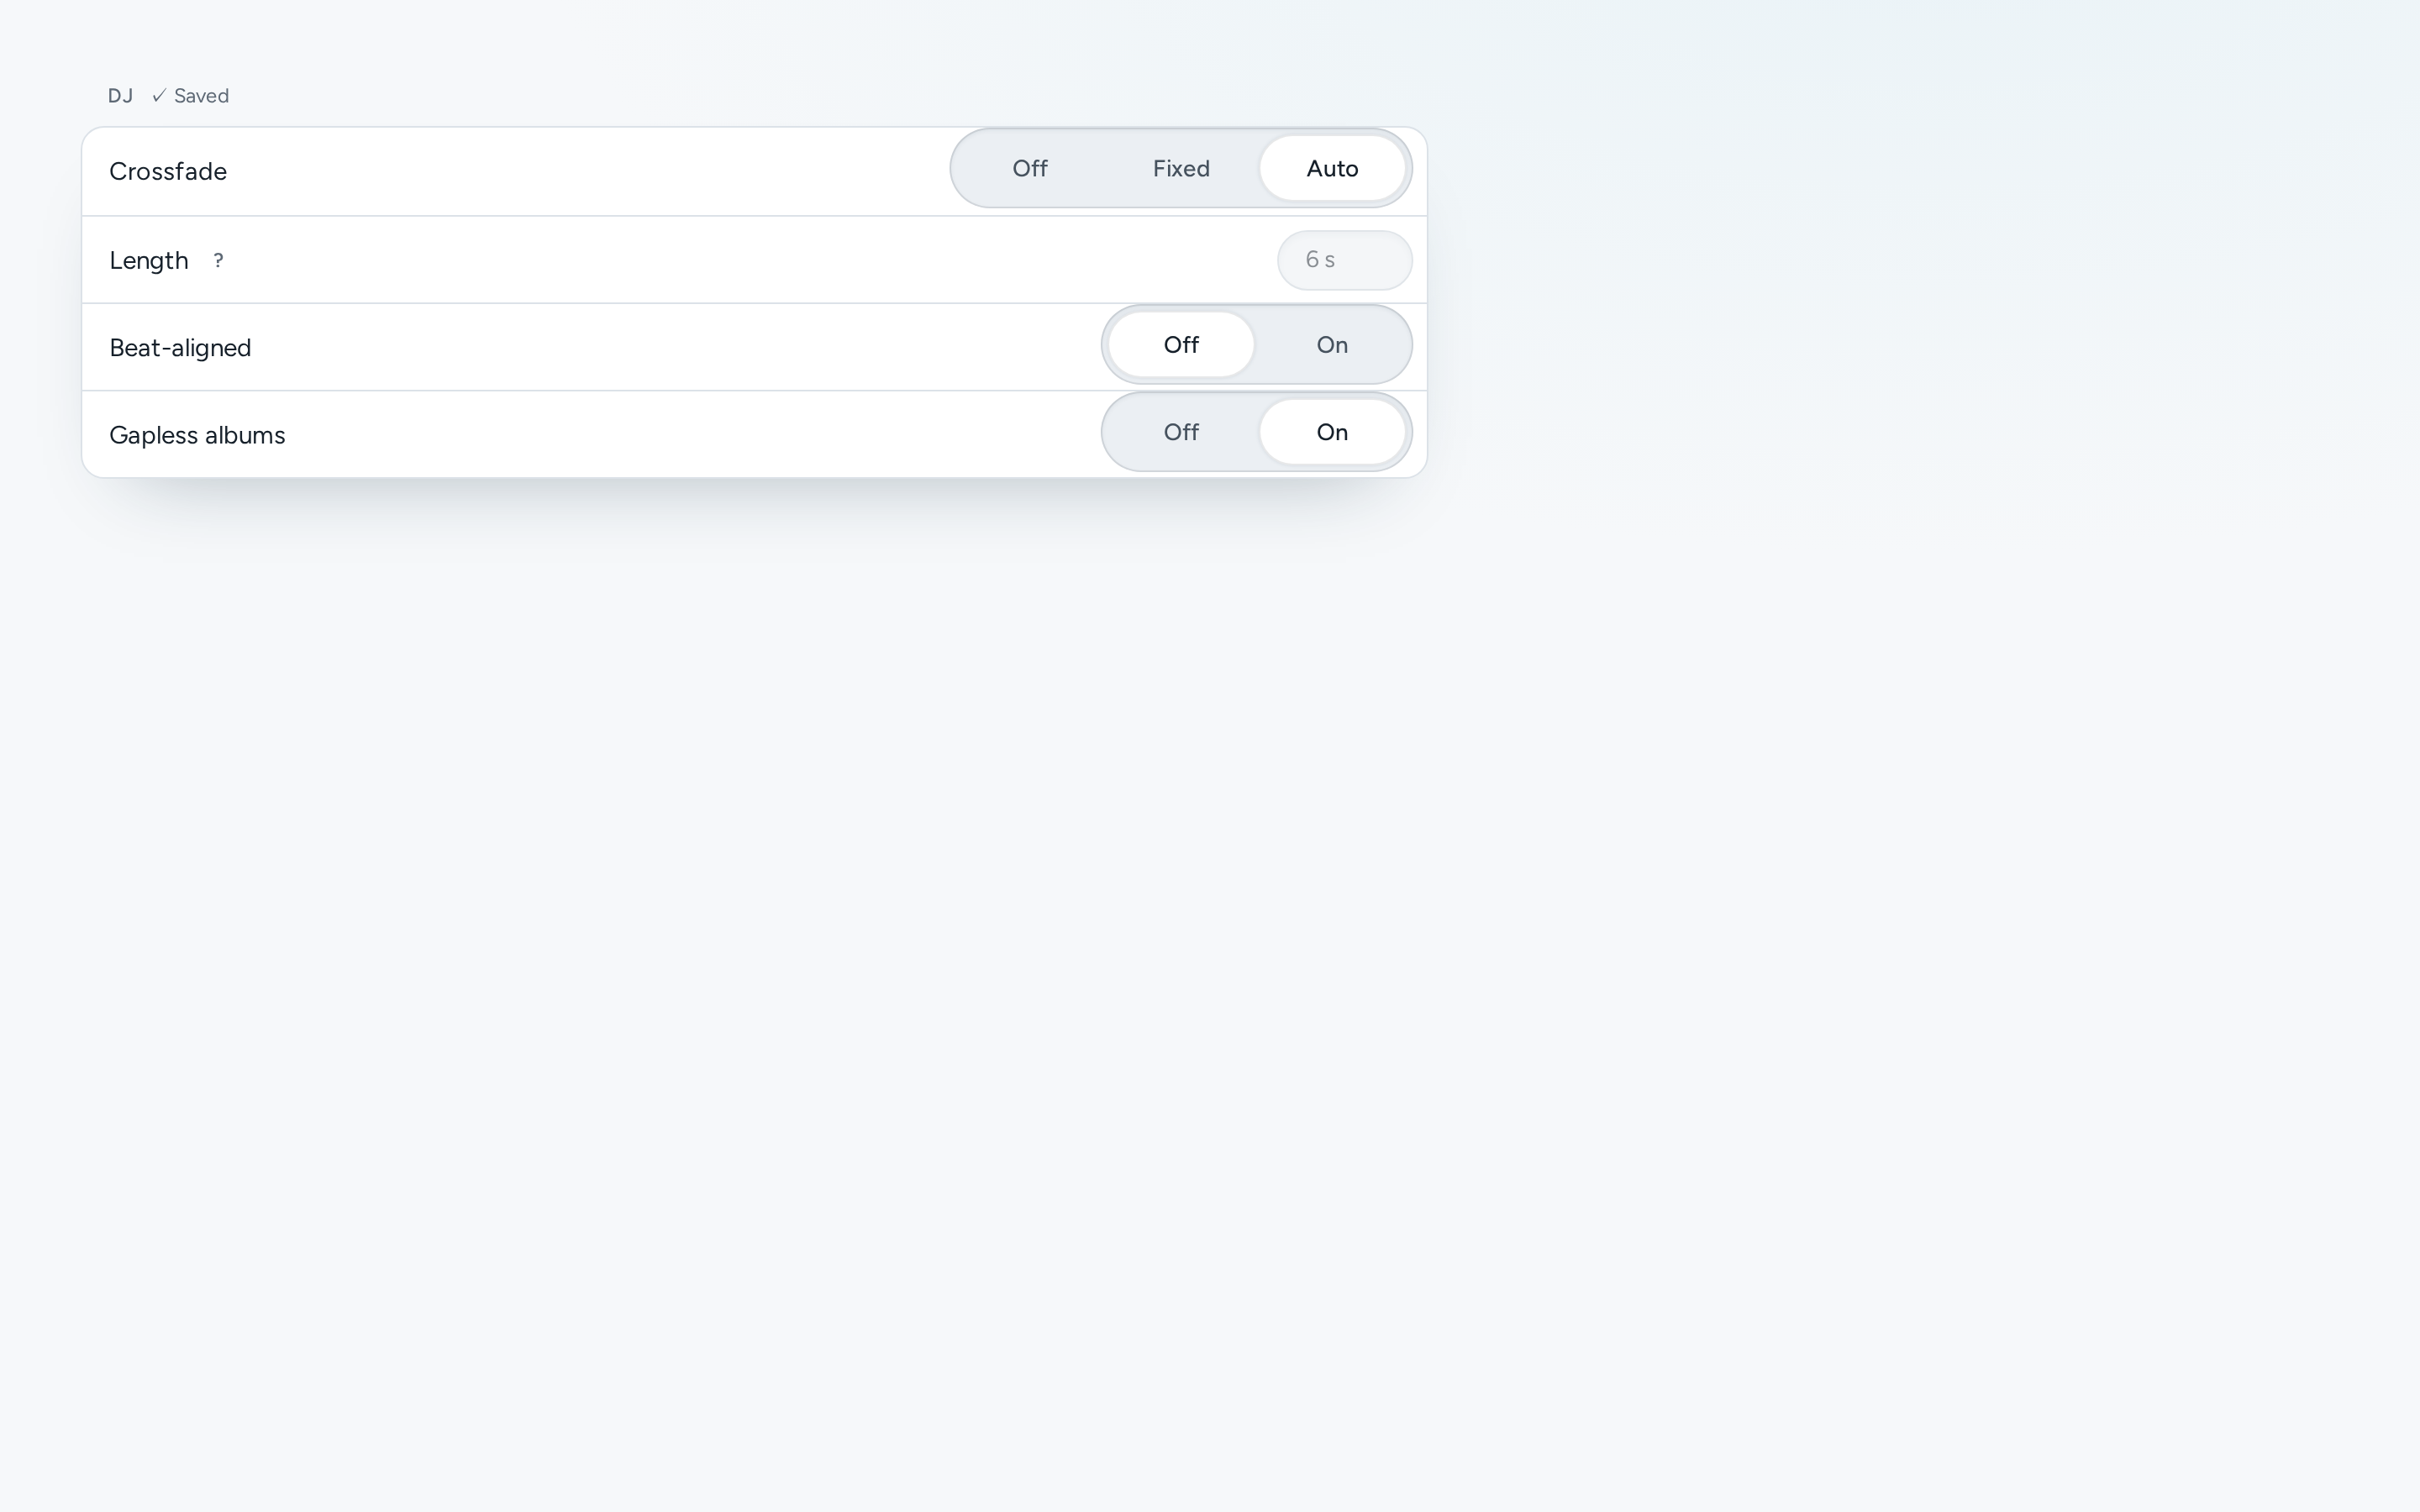 DJ ✓ Saved
Crossfade Off Fixed Auto
Length ? 6 s
Beat-aligned Off On
Gapless albums Off On